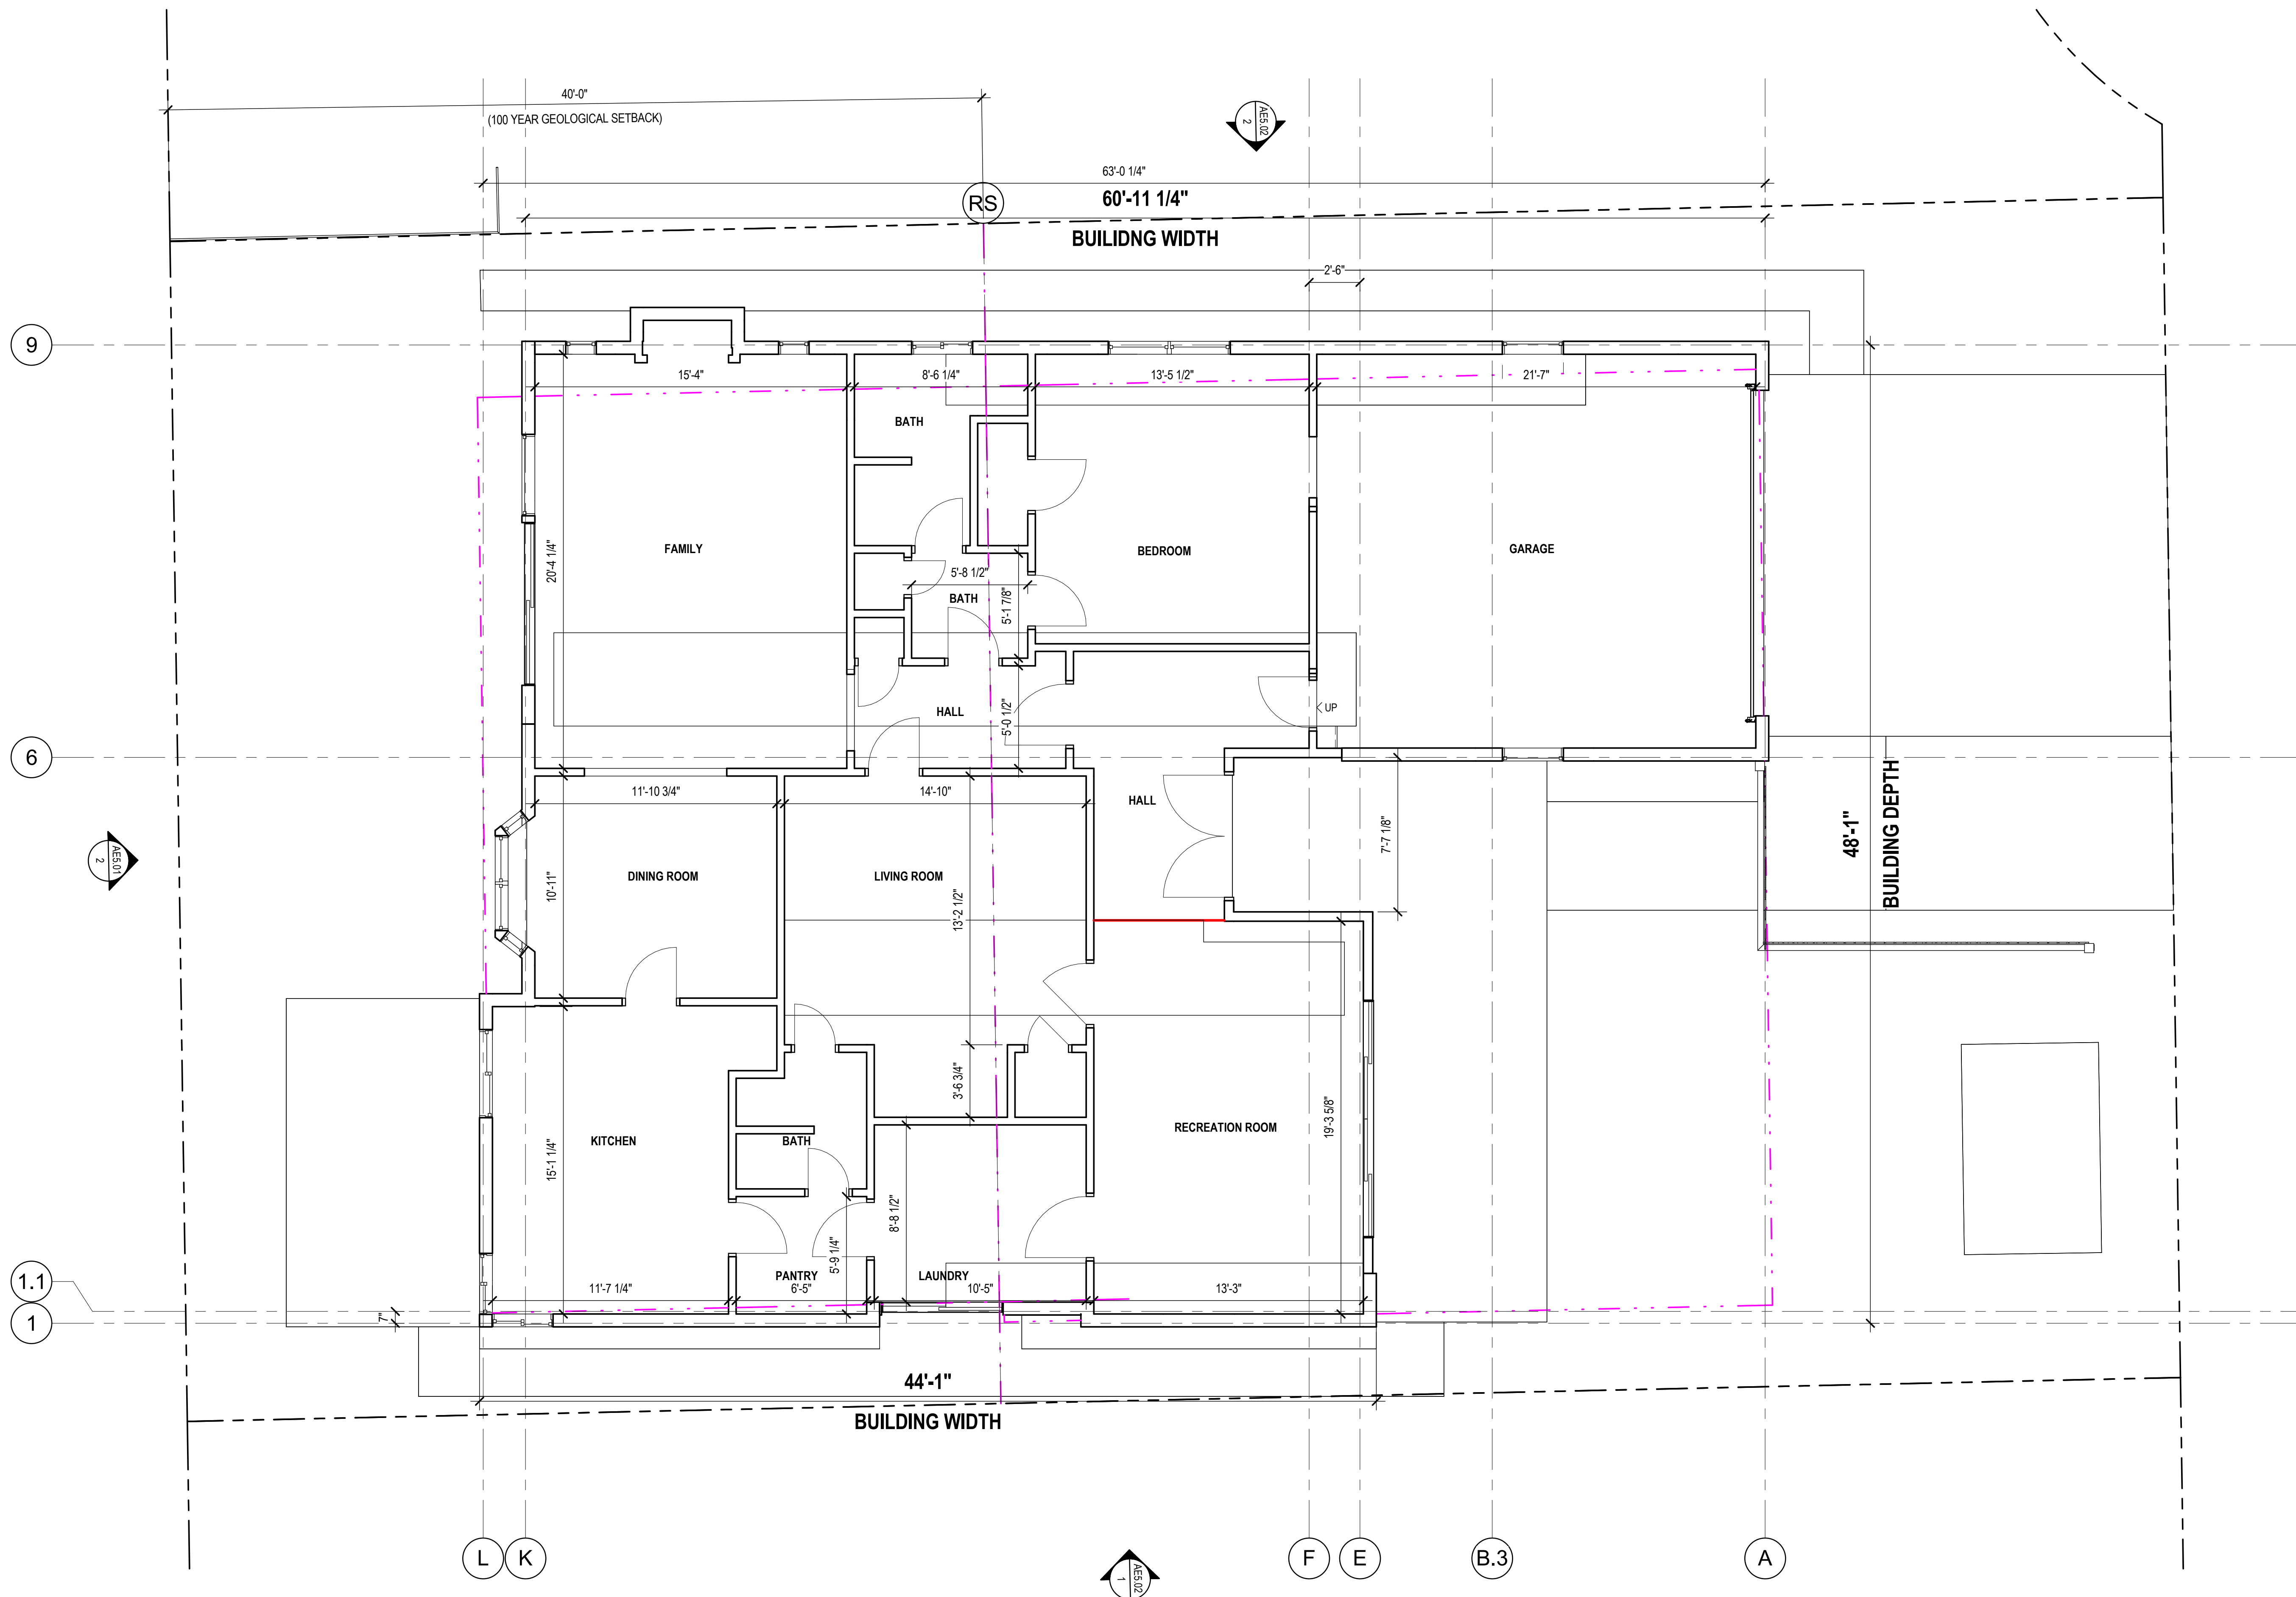 40'-0"
(100 YEAR GEOLOGICAL SETBACK)
AE5.02
2
63'-0 1/4"
RS
60'-11 1/4"
BUILIDNG WIDTH
2'-6"
9
15'-4"
8'-6 1/4"
13'-5 1/2"
21'-7"
BATH
FAMILY
BEDROOM
GARAGE
20'-4 1/4"
5'-8 1/2"
BATH
5'-1 7/8"
HALL
5'-0 1/2"
UP
6
11'-10 3/4"
14'-10"
HALL
7'-7 1/8"
48'-1"
BUILDING DEPTH
AE5.01
2
DINING ROOM
LIVING ROOM
10'-11"
13'-2 1/2"
3'-6 3/4"
KITCHEN
BATH
RECREATION ROOM
19'-3 5/8"
15'-1 1/4"
8'-8 1/2"
5'-9 1/4"
PANTRY
LAUNDRY
11'-7 1/4"
6'-5"
10'-5"
13'-3"
1.1
7"
1
44'-1"
BUILDING WIDTH
L
K
F
E
B.3
A
AE5.02
1